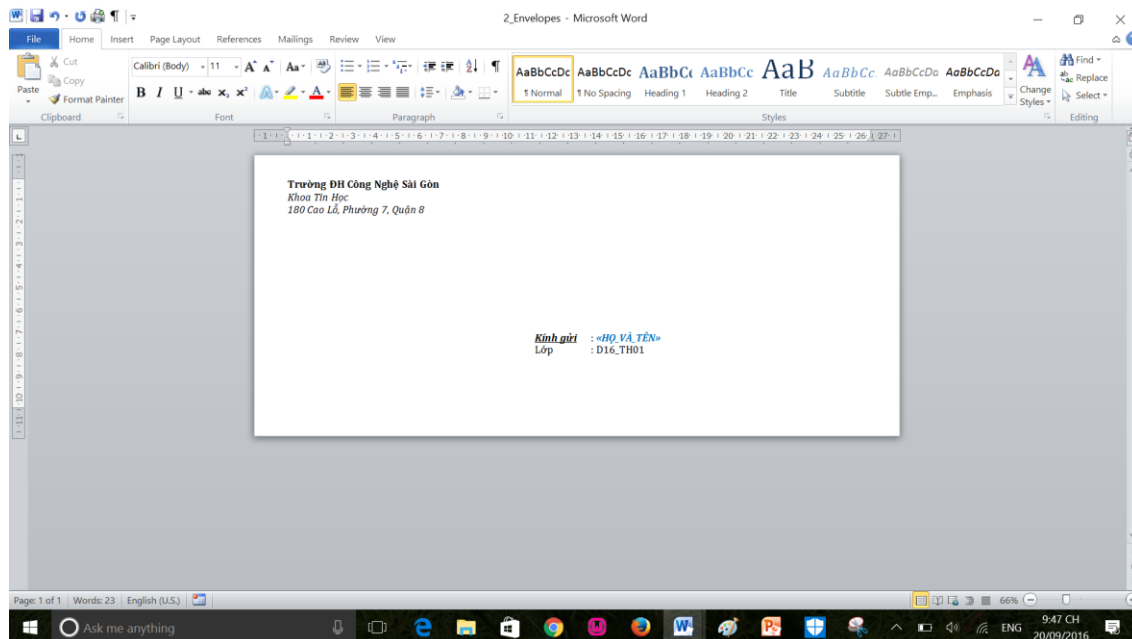 2_Envelopes - Microsoft Word
File Home Insert Page Layout References Mailings Review View
Paste
Cut
Copy
Format Painter
Clipboard
Calibri (Body) 11
Font
Paragraph
AaBbCcDc AaBbCcDc AaBbCc AaBbCc AaB AaBbCc. AaBbCcDa AaBbCcDa
¶ Normal ¶ No Spacing Heading 1 Heading 2 Title Subtitle Subtle Emp... Emphasis
Styles
Change Styles
Find
Replace
Select
Editing
Trường ĐH Công Nghệ Sài Gòn
Khoa Tin Học
180 Cao Lỗ, Phường 7, Quận 8
Kính gửi : «HỌ_VÀ_TÊN»
Lớp : D16_TH01
Page: 1 of 1 Words: 23 English (U.S.) 66%
Ask me anything
ENG 9:47 CH
20/09/2016